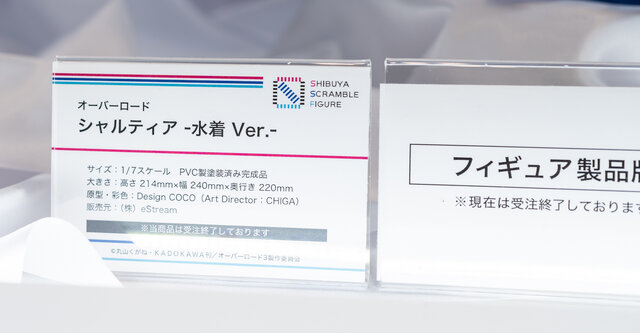 SHIBUYA
SCRAMBLE
FIGURE
オーバーロード
シャルティア -水着 Ver.-
サイズ：1/7スケール PVC製塗装済み完成品
大きさ：高さ 214mm×幅 240mm×奥行き 220mm
原型・彩色：Design COCO（Art Director：CHIGA）
販売元：（株）eStream
※当商品は受注終了しております
©丸山くがね・KADOKAWA刊／オーバーロード3製作委員会
フィギュア製品版
※現在は受注終了しております